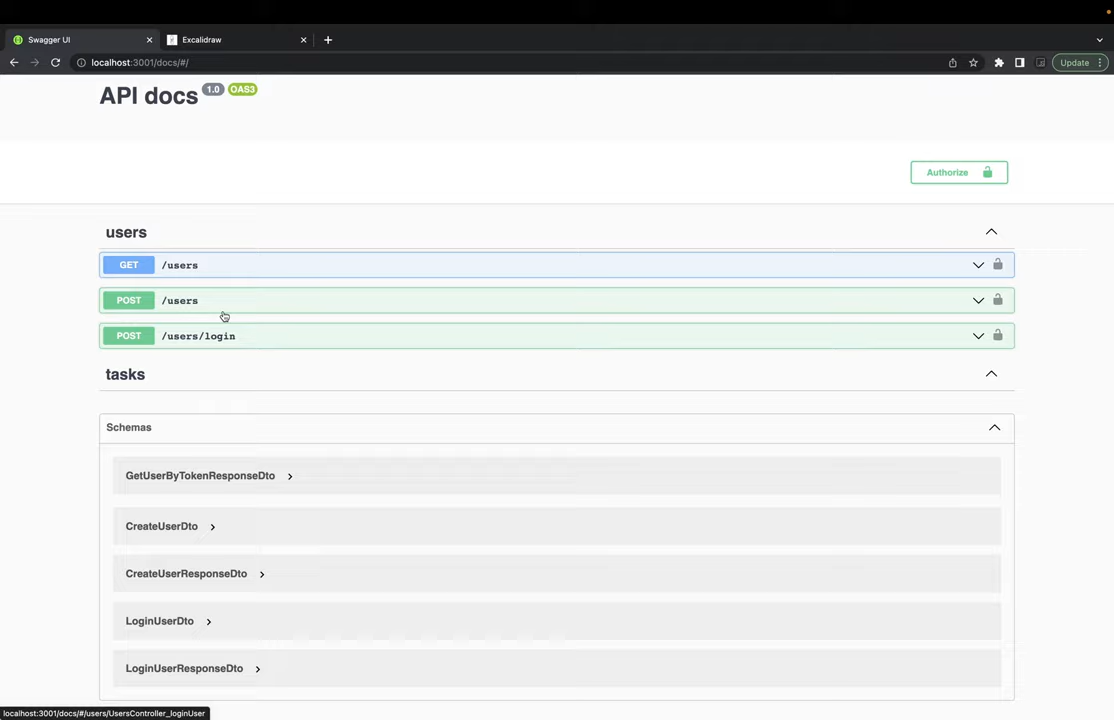 Swagger UI
Excalidraw
localhost:3001/docs/#/
Update
API docs 1.0 OAS3
Authorize
users
GET /users
POST /users
POST /users/login
tasks
Schemas
GetUserByTokenResponseDto
CreateUserDto
CreateUserResponseDto
LoginUserDto
LoginUserResponseDto
localhost:3001/docs/#/users/UsersController_loginUser